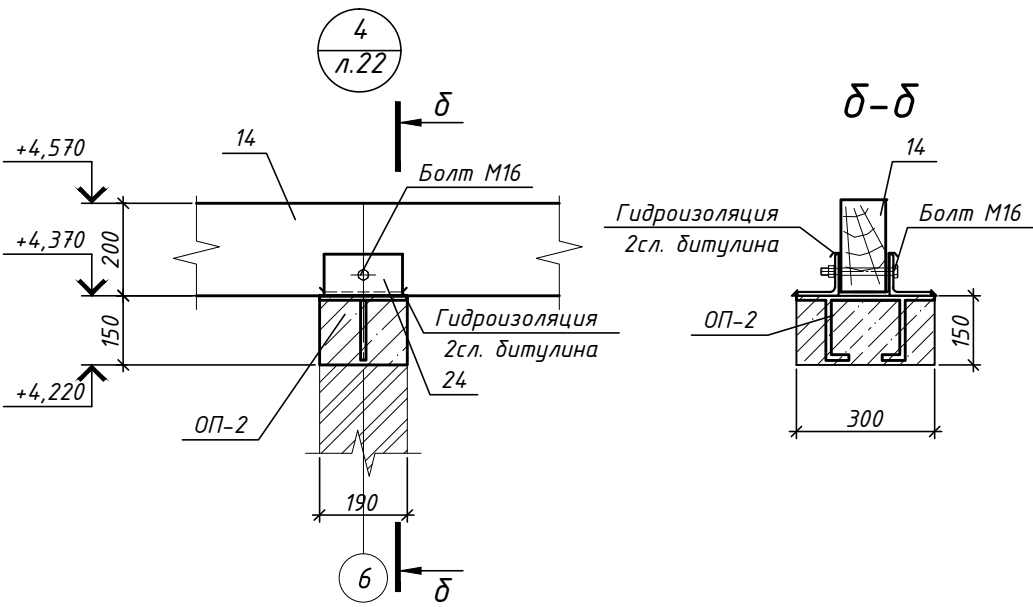 4
л.22
б
б-б
14
+4,570
Болт М16
14
Гидроизоляция
2сл. битулина
Болт М16
+4,370
200
Гидроизоляция
2сл. битулина
ОП-2
150
150
24
+4,220
ОП-2
300
190
6
б